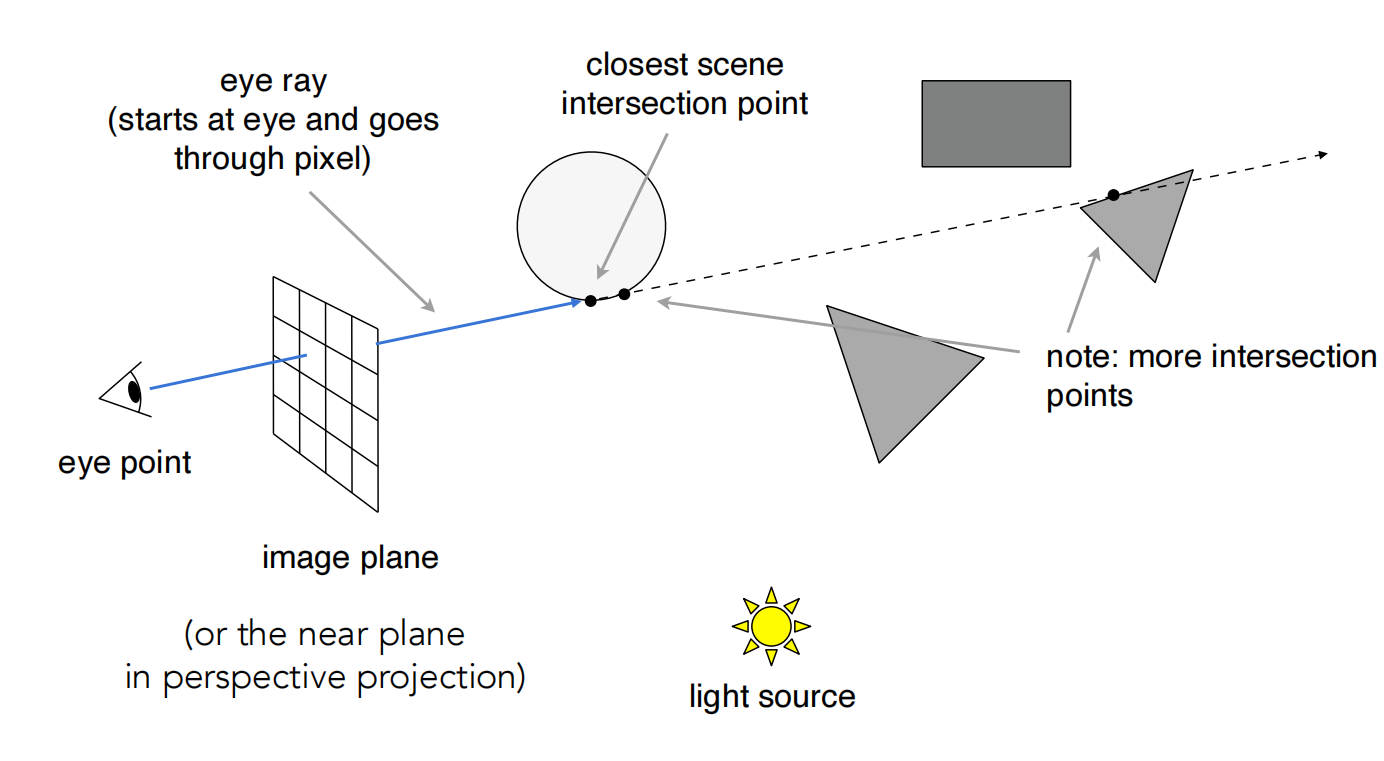 eye ray
(starts at eye and goes
through pixel)
closest scene
intersection point
note: more intersection
points
eye point
image plane
(or the near plane
in perspective projection)
light source